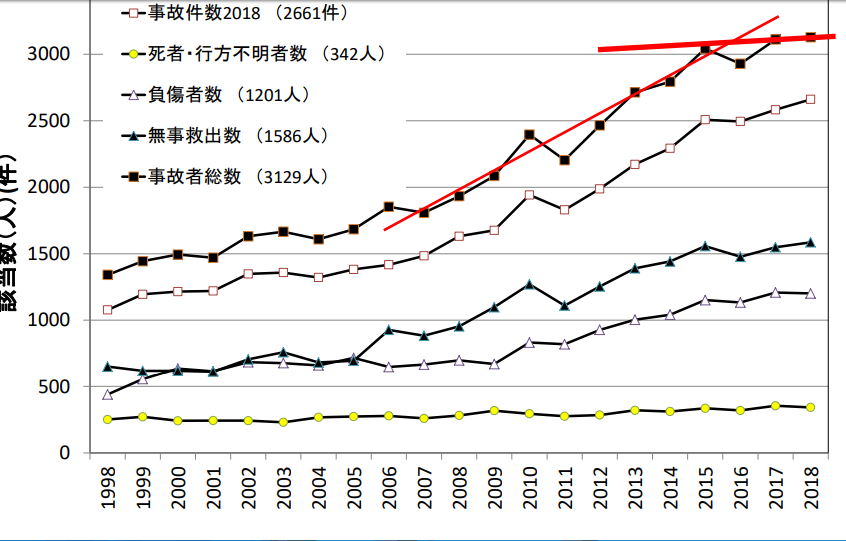 事故件数2018 （2661件）
死者・行方不明者数 （342人）
負傷者数 （1201人）
無事救出数 （1586人）
事故者総数 （3129人）
該当数(人)(件)
3000
2500
2000
1500
1000
500
0
1998 1999 2000 2001 2002 2003 2004 2005 2006 2007 2008 2009 2010 2011 2012 2013 2014 2015 2016 2017 2018